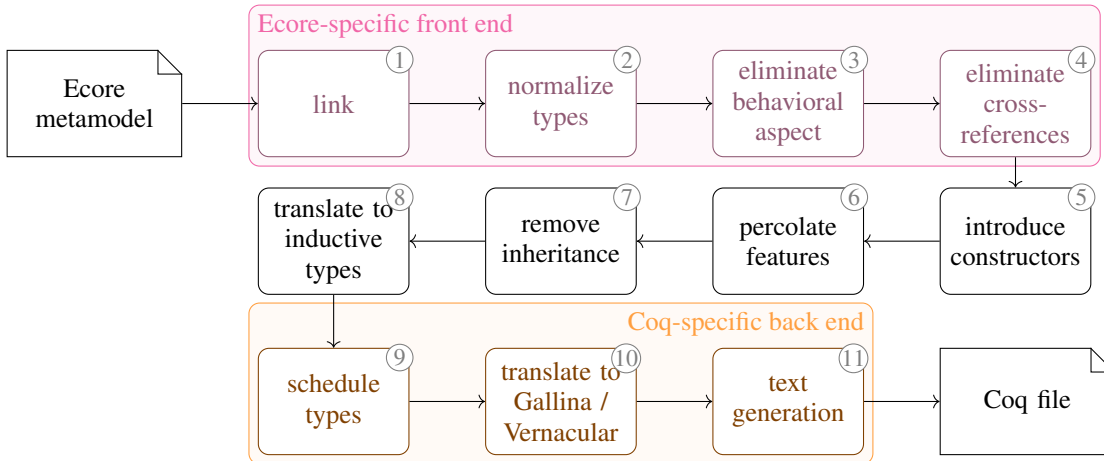 Ecore-specific front end
Ecore
metamodel
1
link
2
normalize
types
3
eliminate
behavioral
aspect
4
eliminate
cross-
references
5
introduce
constructors
6
percolate
features
7
remove
inheritance
8
translate to
inductive
types
Coq-specific back end
9
schedule
types
10
translate to
Gallina /
Vernacular
11
text
generation
Coq file